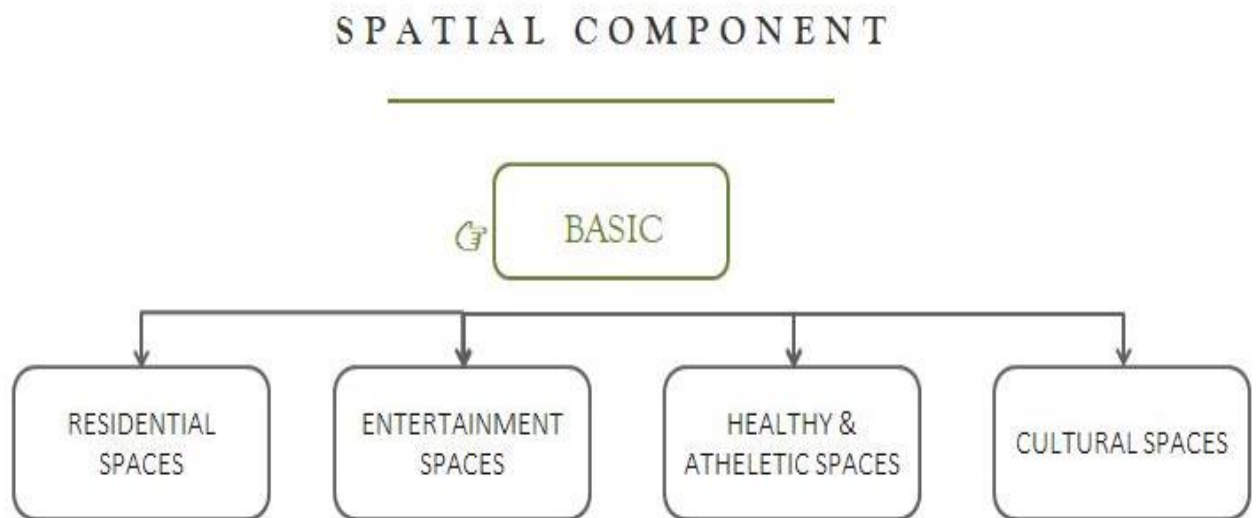 SPATIAL COMPONENT
BASIC
RESIDENTIAL
SPACES
ENTERTAINMENT
SPACES
HEALTHY &
ATHELETIC SPACES
CULTURAL SPACES